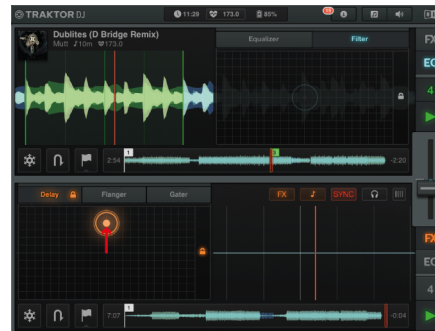 TRAKTOR DJ 11:29 173.0 85%
Dublites (D Bridge Remix)
Mutt ♪10m 173.0
Equalizer Filter
FX
EQ
4
1
2:54 -2:20
Delay Flanger Gater FX ♪ SYNC
FX
EQ
4
1
7:07 -0:04